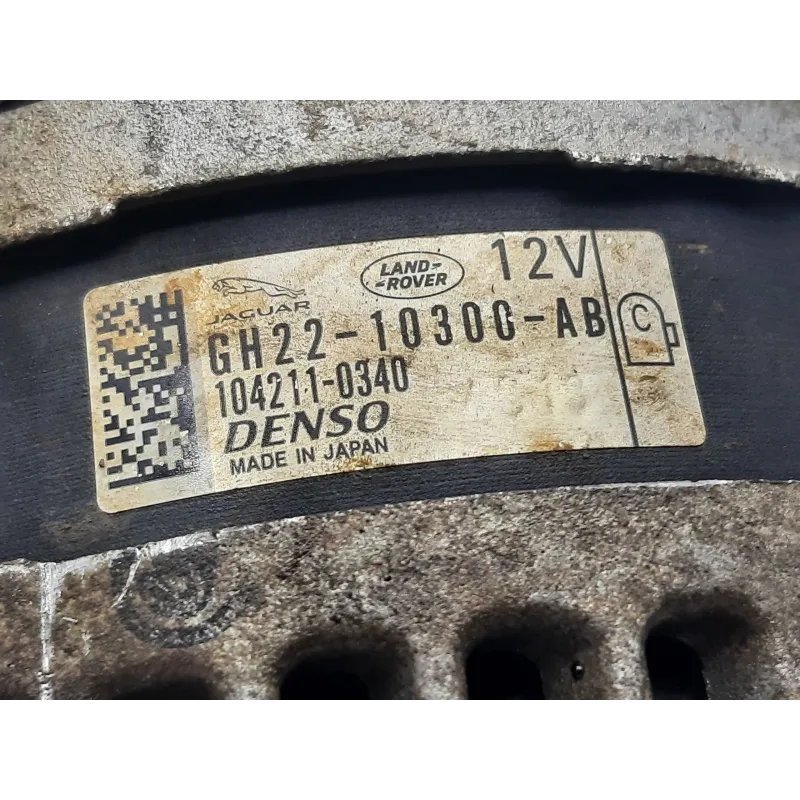 JAGUAR
LAND-
-ROVER
12V
C
GH22-10300-AB
104211-0340
DENSO
MADE IN JAPAN